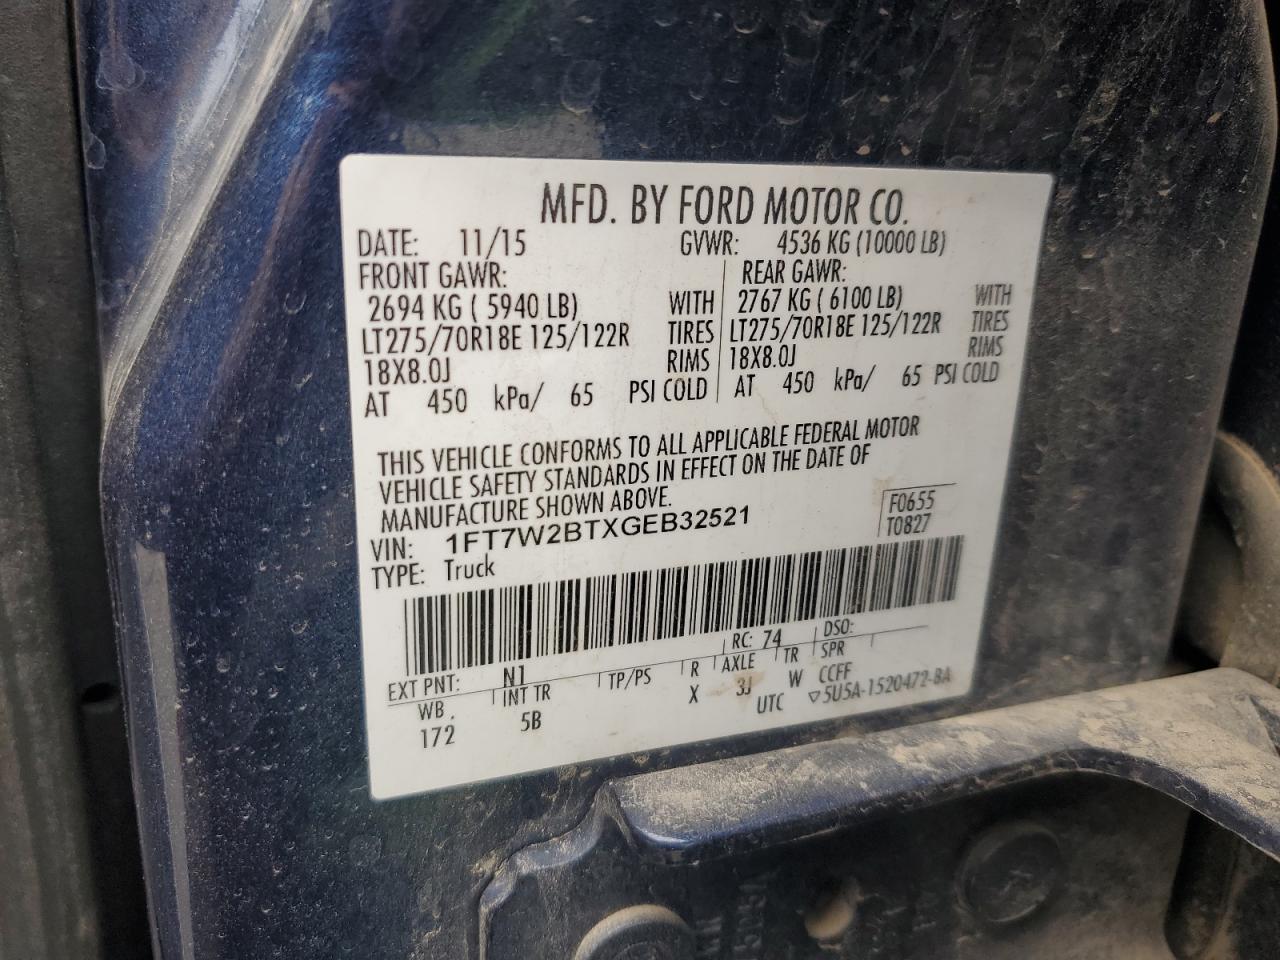 MFD. BY FORD MOTOR CO.
DATE: 11/15 GVWR: 4536 KG (10000 LB)
FRONT GAWR: REAR GAWR:
2694 KG ( 5940 LB) WITH 2767 KG ( 6100 LB) WITH
LT275/70R18E 125/122R TIRES LT275/70R18E 125/122R TIRES
18X8.0J RIMS 18X8.0J RIMS
AT 450 kPa/ 65 PSI COLD AT 450 kPa/ 65 PSI COLD
THIS VEHICLE CONFORMS TO ALL APPLICABLE FEDERAL MOTOR
VEHICLE SAFETY STANDARDS IN EFFECT ON THE DATE OF
MANUFACTURE SHOWN ABOVE.
F0655
VIN: 1FT7W2BTXGEB32521 T0827
TYPE: Truck
EXT PNT: N1 RC: 74 DSO:
WB INT TR TP/PS R AXLE TR SPR
172 5B X 3J W CCFF
UTC ▽5U5A-1520472-BA